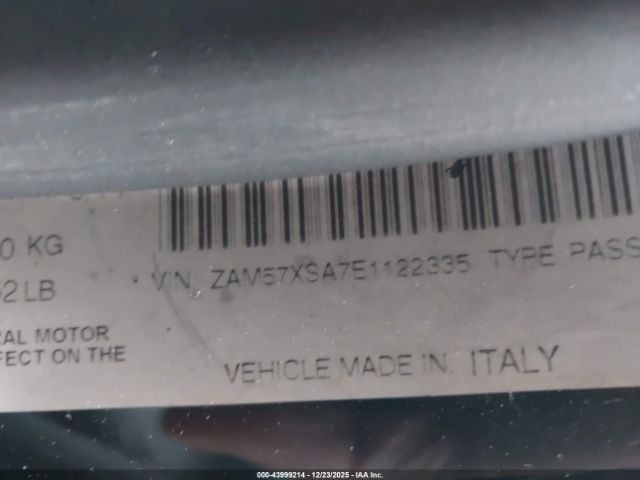 0 KG
VIN ZAM57XSA7E1122335 TYPE PASS
2 LB
RAL MOTOR
FECT ON THE
VEHICLE MADE IN: ITALY
000-43999214 - 12/23/2025 - IAA Inc.